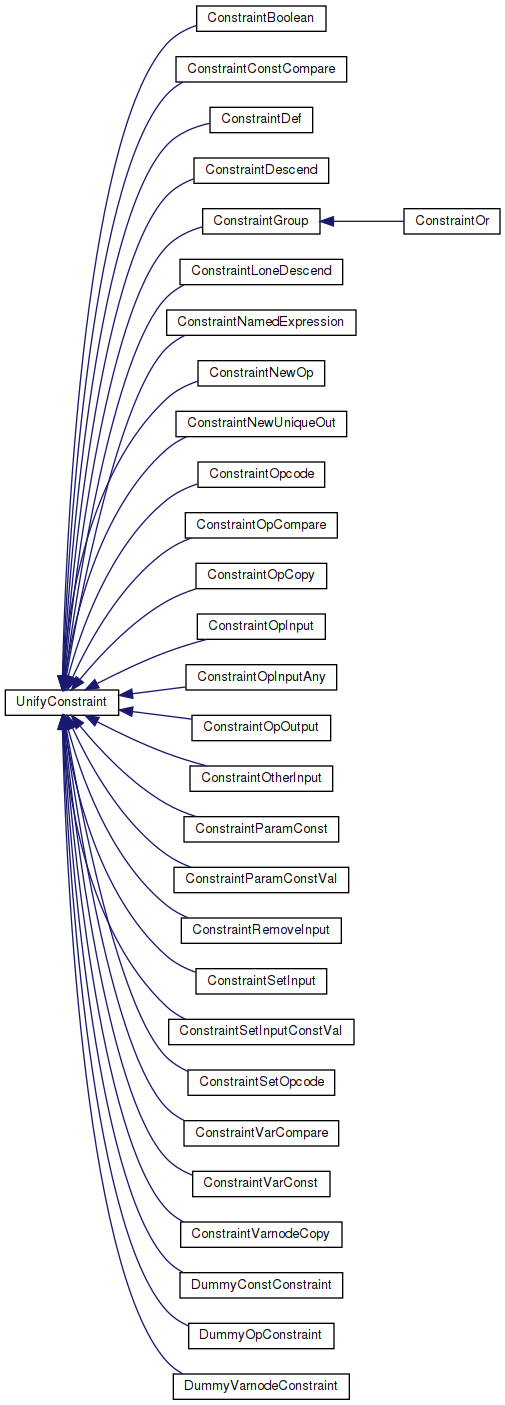 ConstraintBoolean
ConstraintConstCompare
ConstraintDef
ConstraintDescend
ConstraintGroup
ConstraintOr
ConstraintLoneDescend
ConstraintNamedExpression
ConstraintNewOp
ConstraintNewUniqueOut
ConstraintOpcode
ConstraintOpCompare
ConstraintOpCopy
ConstraintOpInput
ConstraintOpInputAny
UnifyConstraint
ConstraintOpOutput
ConstraintOtherInput
ConstraintParamConst
ConstraintParamConstVal
ConstraintRemoveInput
ConstraintSetInput
ConstraintSetInputConstVal
ConstraintSetOpcode
ConstraintVarCompare
ConstraintVarConst
ConstraintVarnodeCopy
DummyConstConstraint
DummyOpConstraint
DummyVarnodeConstraint